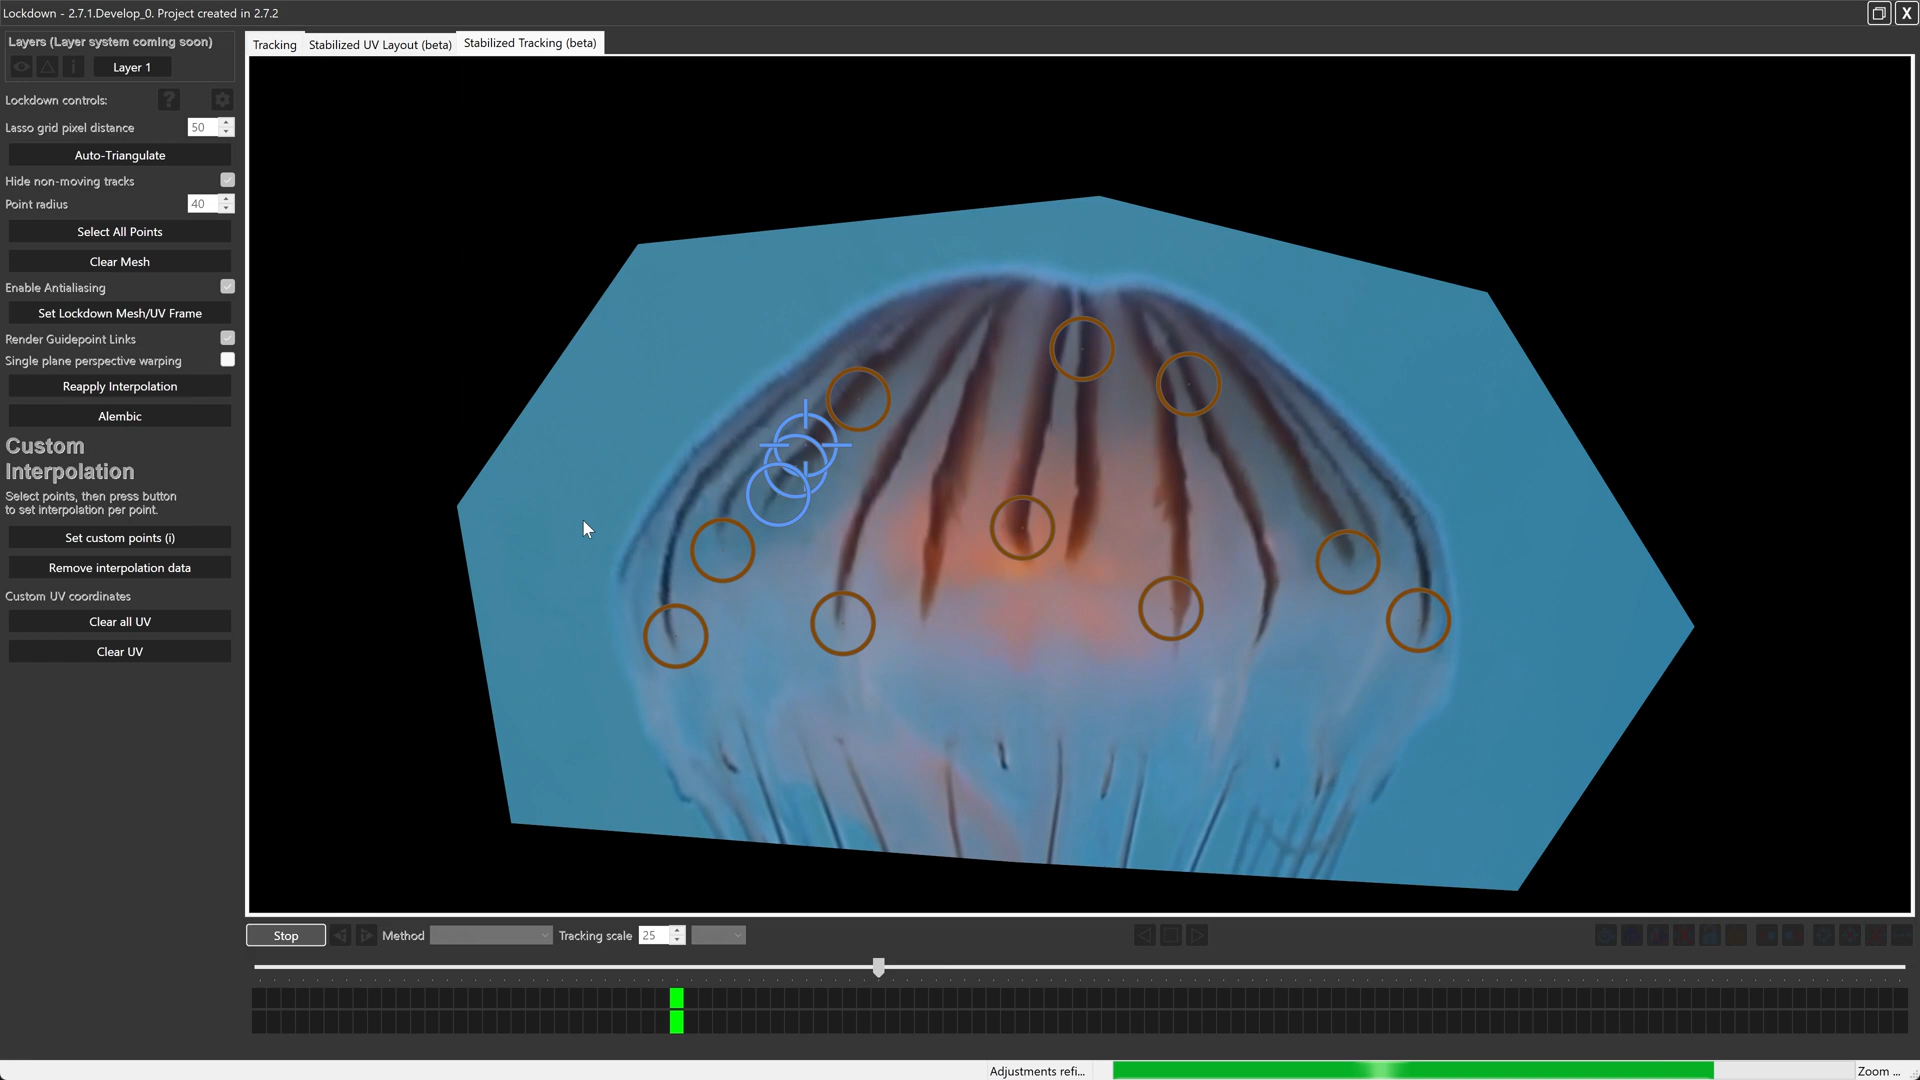 Lockdown - 2.7.1.Develop_0. Project created in 2.7.2
X
Layers (Layer system coming soon)
Layer 1
Tracking
Stabilized UV Layout (beta)
Stabilized Tracking (beta)
Lockdown controls:
?
Lasso grid pixel distance
50
Auto-Triangulate
Hide non-moving tracks
Point radius
40
Select All Points
Clear Mesh
Enable Antialiasing
Set Lockdown Mesh/UV Frame
Render Guidepoint Links
Single plane perspective warping
Reapply Interpolation
Alembic
Custom
Interpolation
Select points, then press button
to set interpolation per point.
Set custom points (i)
Remove interpolation data
Custom UV coordinates
Clear all UV
Clear UV
Stop
Method
Tracking scale
25
Adjustments refi...
Zoom ...